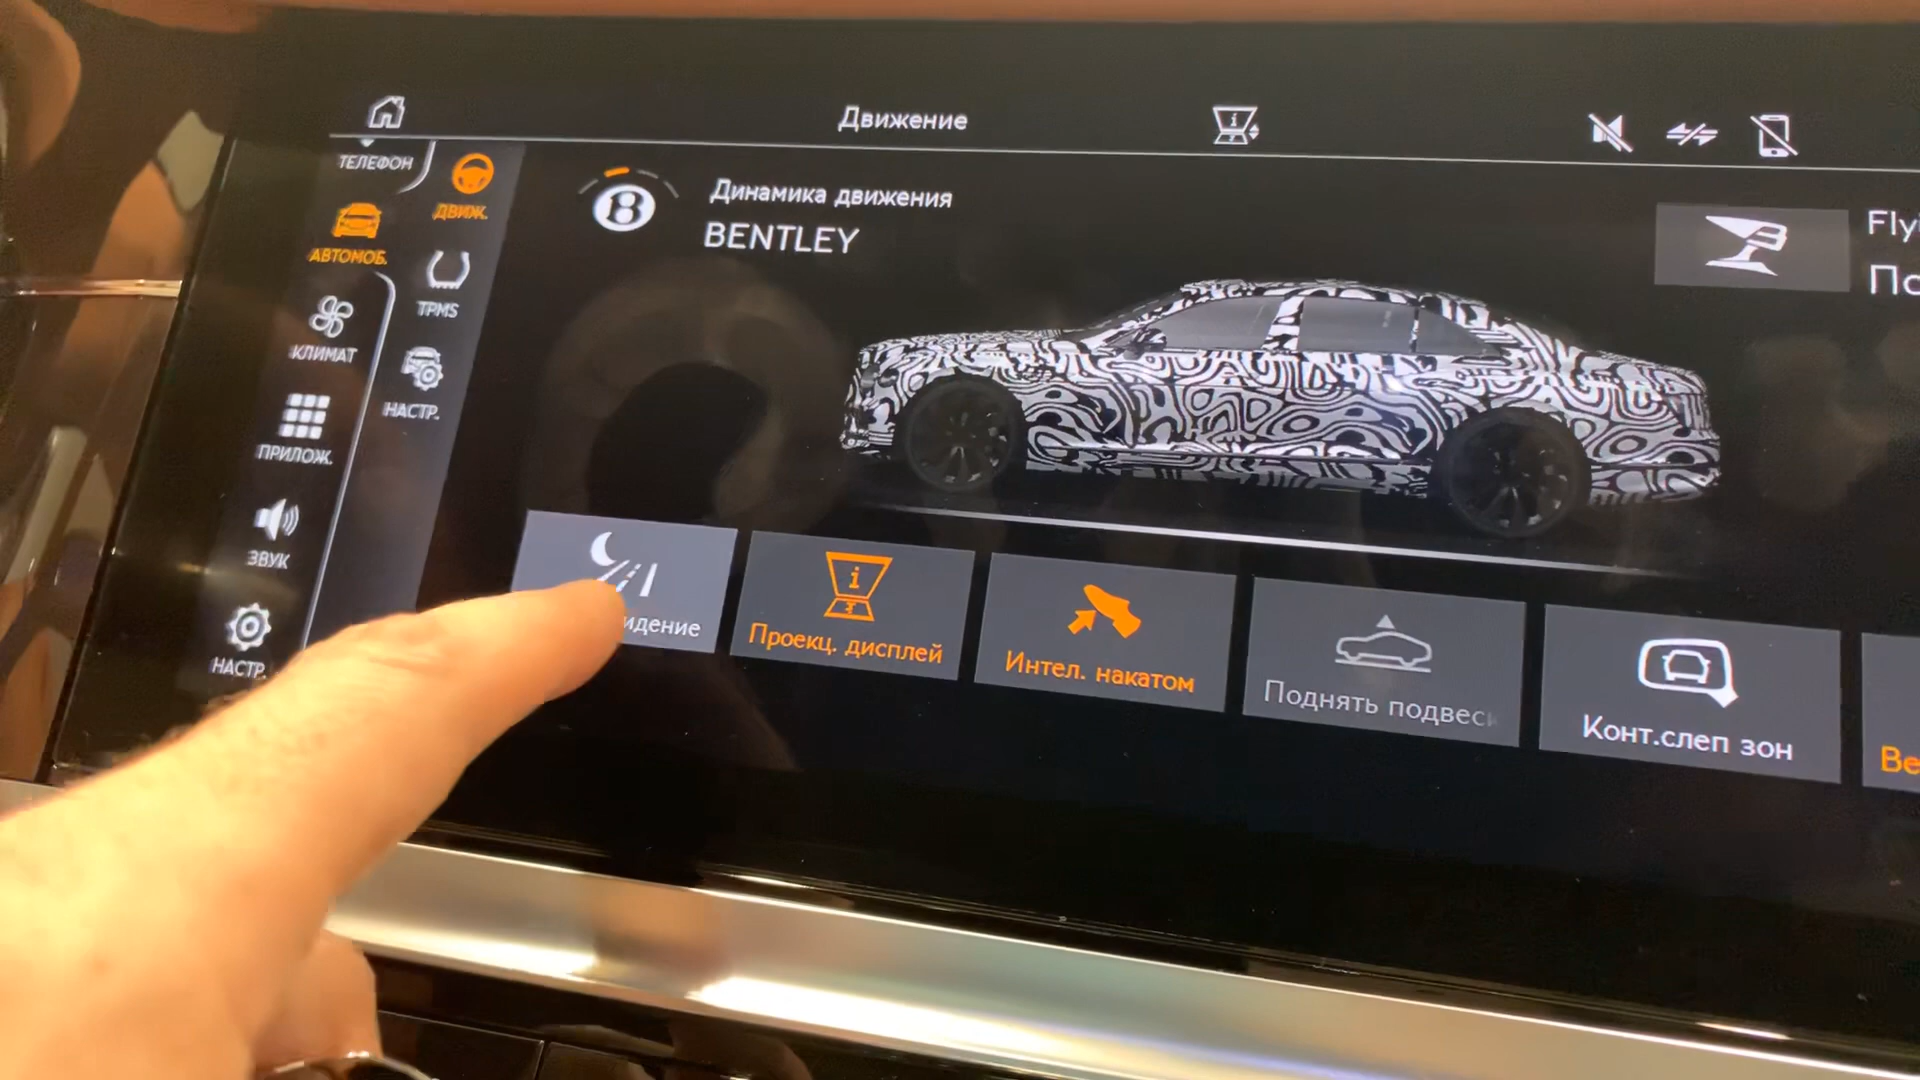 Движение
ТЕЛЕФОН
ДВИЖ.
Динамика движения
BENTLEY
АВТОМОБ.
TPMS
КЛИМАТ
НАСТР.
ПРИЛОЖ.
ЗВУК
НАСТР.
Проекц. дисплей
Интел. накатом
Поднять
Конт.слеп зон